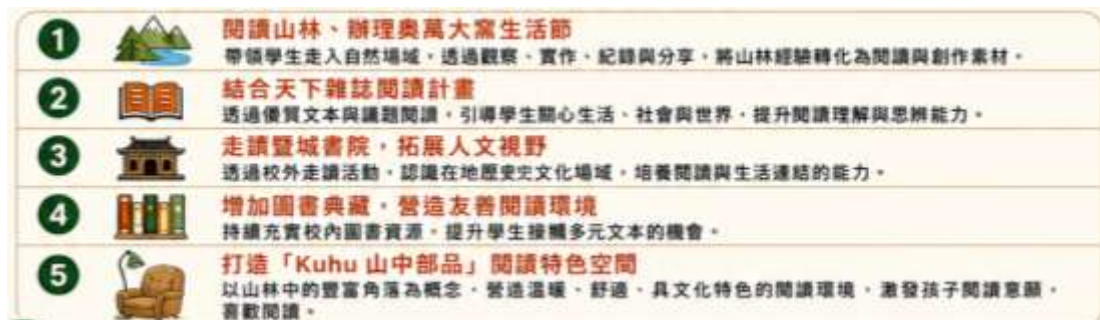 1
閱讀山林、辦理奧萬大窩生活節
帶領學生走入自然場域，透過觀察、實作、紀錄與分享，將山林經驗轉化為閱讀與創作素材。
2
結合天下雜誌閱讀計畫
透過優質文本與議題閱讀，引導學生關心生活、社會與世界，提升閱讀理解與思辨能力。
3
走讀暨城書院，拓展人文視野
透過校外走讀活動，認識在地歷史文化場域，培養閱讀與生活連結的能力。
4
增加圖書典藏，營造友善閱讀環境
持續充實校內圖書資源，提升學生接觸多元文本的機會。
5
打造「Kuhu 山中部品」閱讀特色空間
以山林中的豐富角落為概念，營造溫暖、舒適、具文化特色的閱讀環境，激發孩子閱讀意願，
喜歡閱讀。